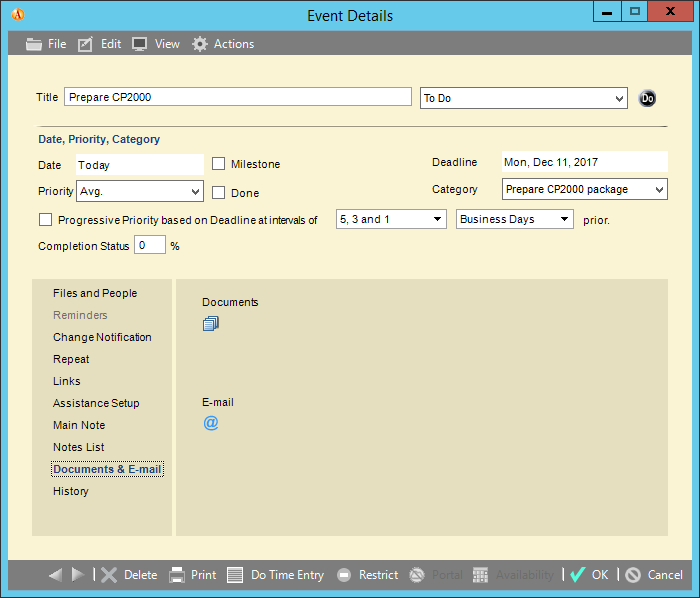 Event Details
File Edit View Actions
Title Prepare CP2000 To Do Do
Date, Priority, Category
Date Today Milestone Deadline Mon, Dec 11, 2017
Priority Avg. Done Category Prepare CP2000 package
Progressive Priority based on Deadline at intervals of 5, 3 and 1 Business Days prior.
Completion Status 0 %
Files and People
Reminders
Change Notification
Repeat
Links
Assistance Setup
Main Note
Notes List
Documents & E-mail
History
Documents
E-mail
@
Delete Print Do Time Entry Restrict Portal Availability OK Cancel